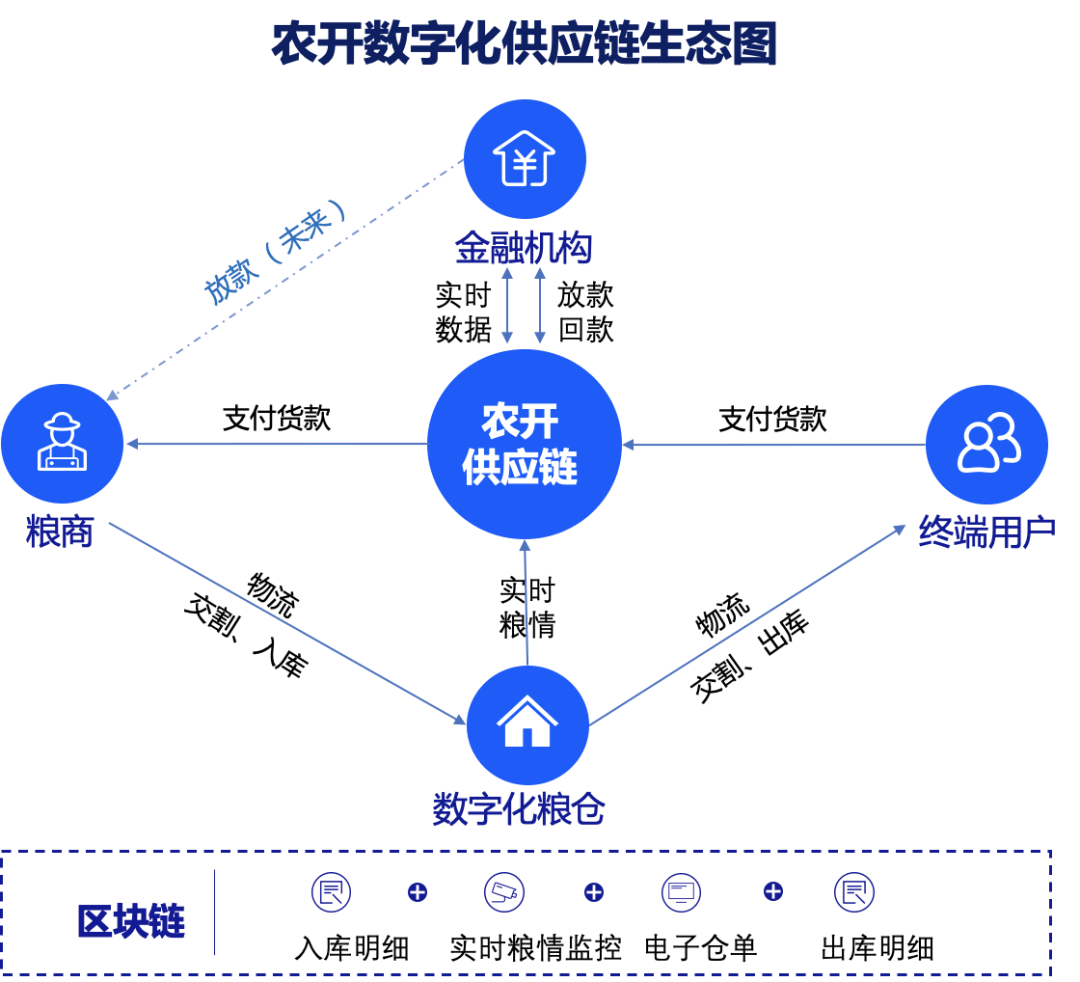 农开数字化供应链生态图
¥
金融机构
放款（未来）
实时
数据
放款
回款
支付货款
农开
供应链
支付货款
粮商
终端用户
物流
交割、入库
实时
粮情
物流
交割、出库
数字化粮仓
区块链
入库明细
实时粮情监控
电子仓单
出库明细